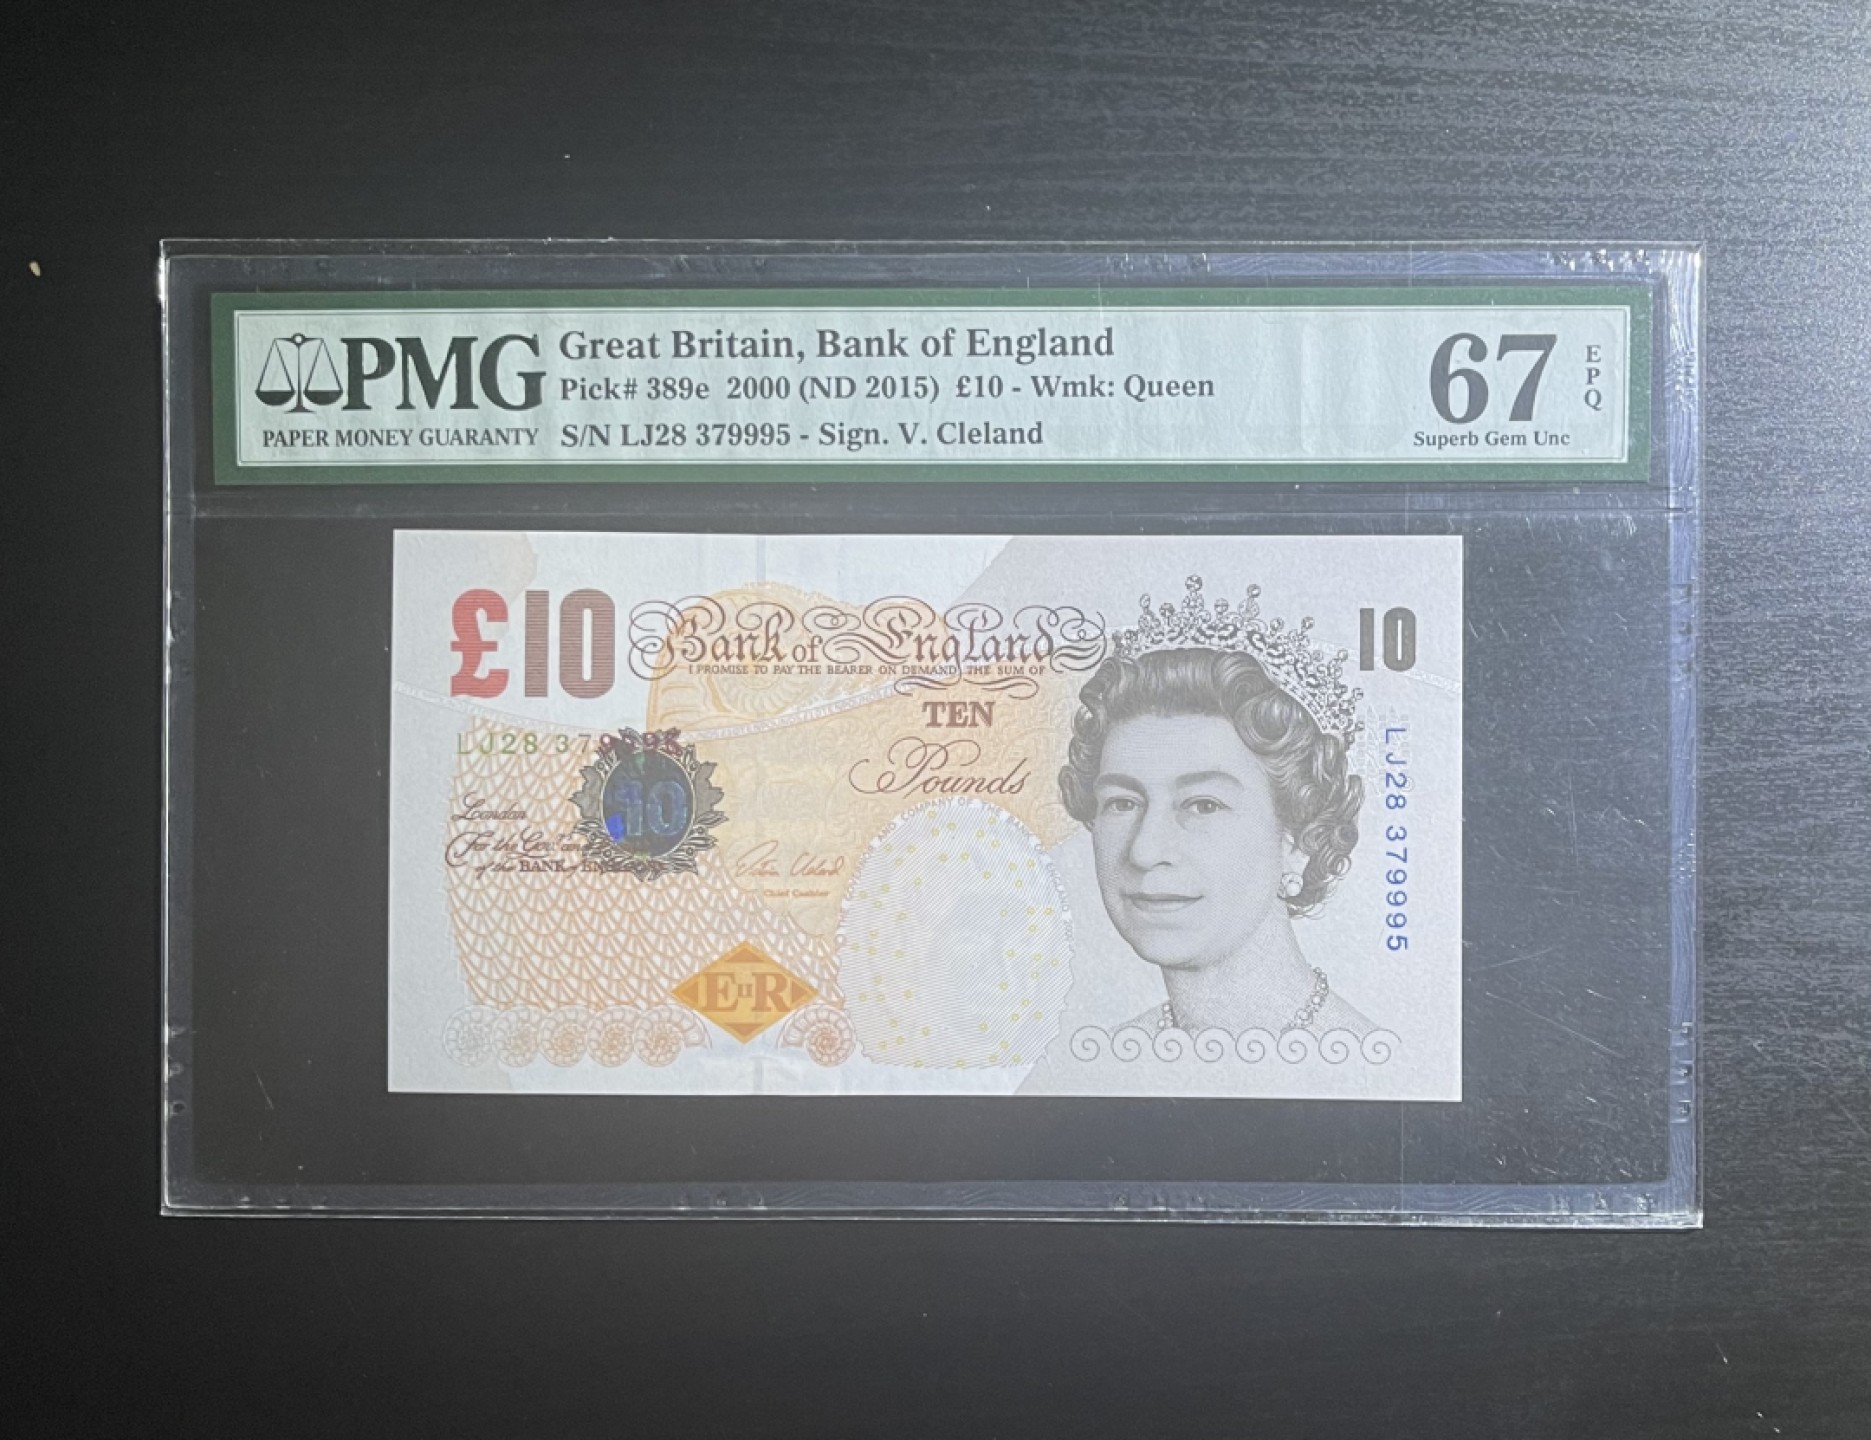 PMG
PAPER MONEY GUARANTY
Great Britain, Bank of England
Pick# 389e 2000 (ND 2015) £10 - Wmk: Queen
S/N LJ28 379995 - Sign. V. Cleland
67
EPQ
Superb Gem Unc
£10
Bank of England
I PROMISE TO PAY THE BEARER ON DEMAND THE SUM OF
TEN
Pounds
10
LJ28 379995
10
London
For the Govr. and
of the BANK of
Chief Cashier
EIIR
LJ28 379995